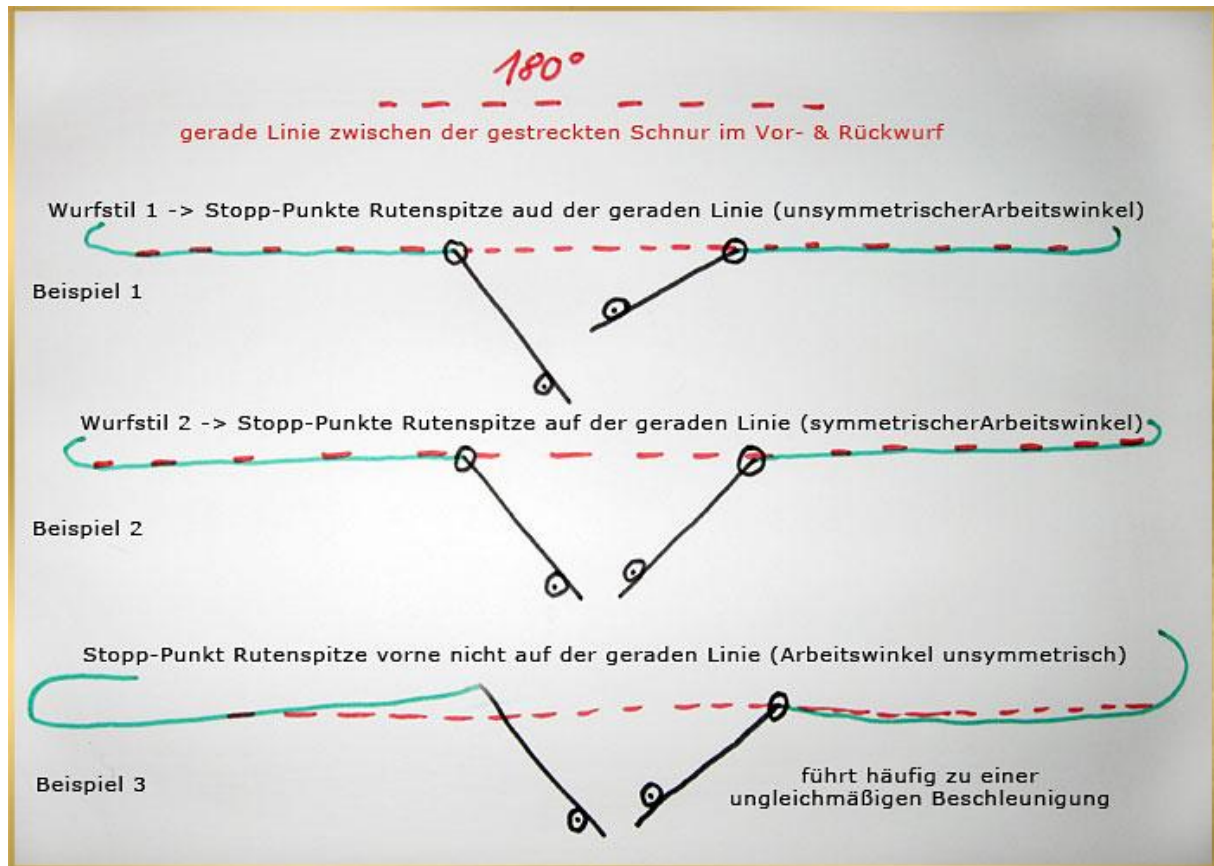 180°
gerade Linie zwischen der gestreckten Schnur im Vor- & Rückwurf
Wurfstil 1 -> Stopp-Punkte Rutenspitze aud der geraden Linie (unsymmetrischerArbeitswinkel)
Beispiel 1
Wurfstil 2 -> Stopp-Punkte Rutenspitze auf der geraden Linie (symmetrischerArbeitswinkel)
Beispiel 2
Stopp-Punkt Rutenspitze vorne nicht auf der geraden Linie (Arbeitswinkel unsymmetrisch)
Beispiel 3
führt häufig zu einer
ungleichmäßigen Beschleunigung